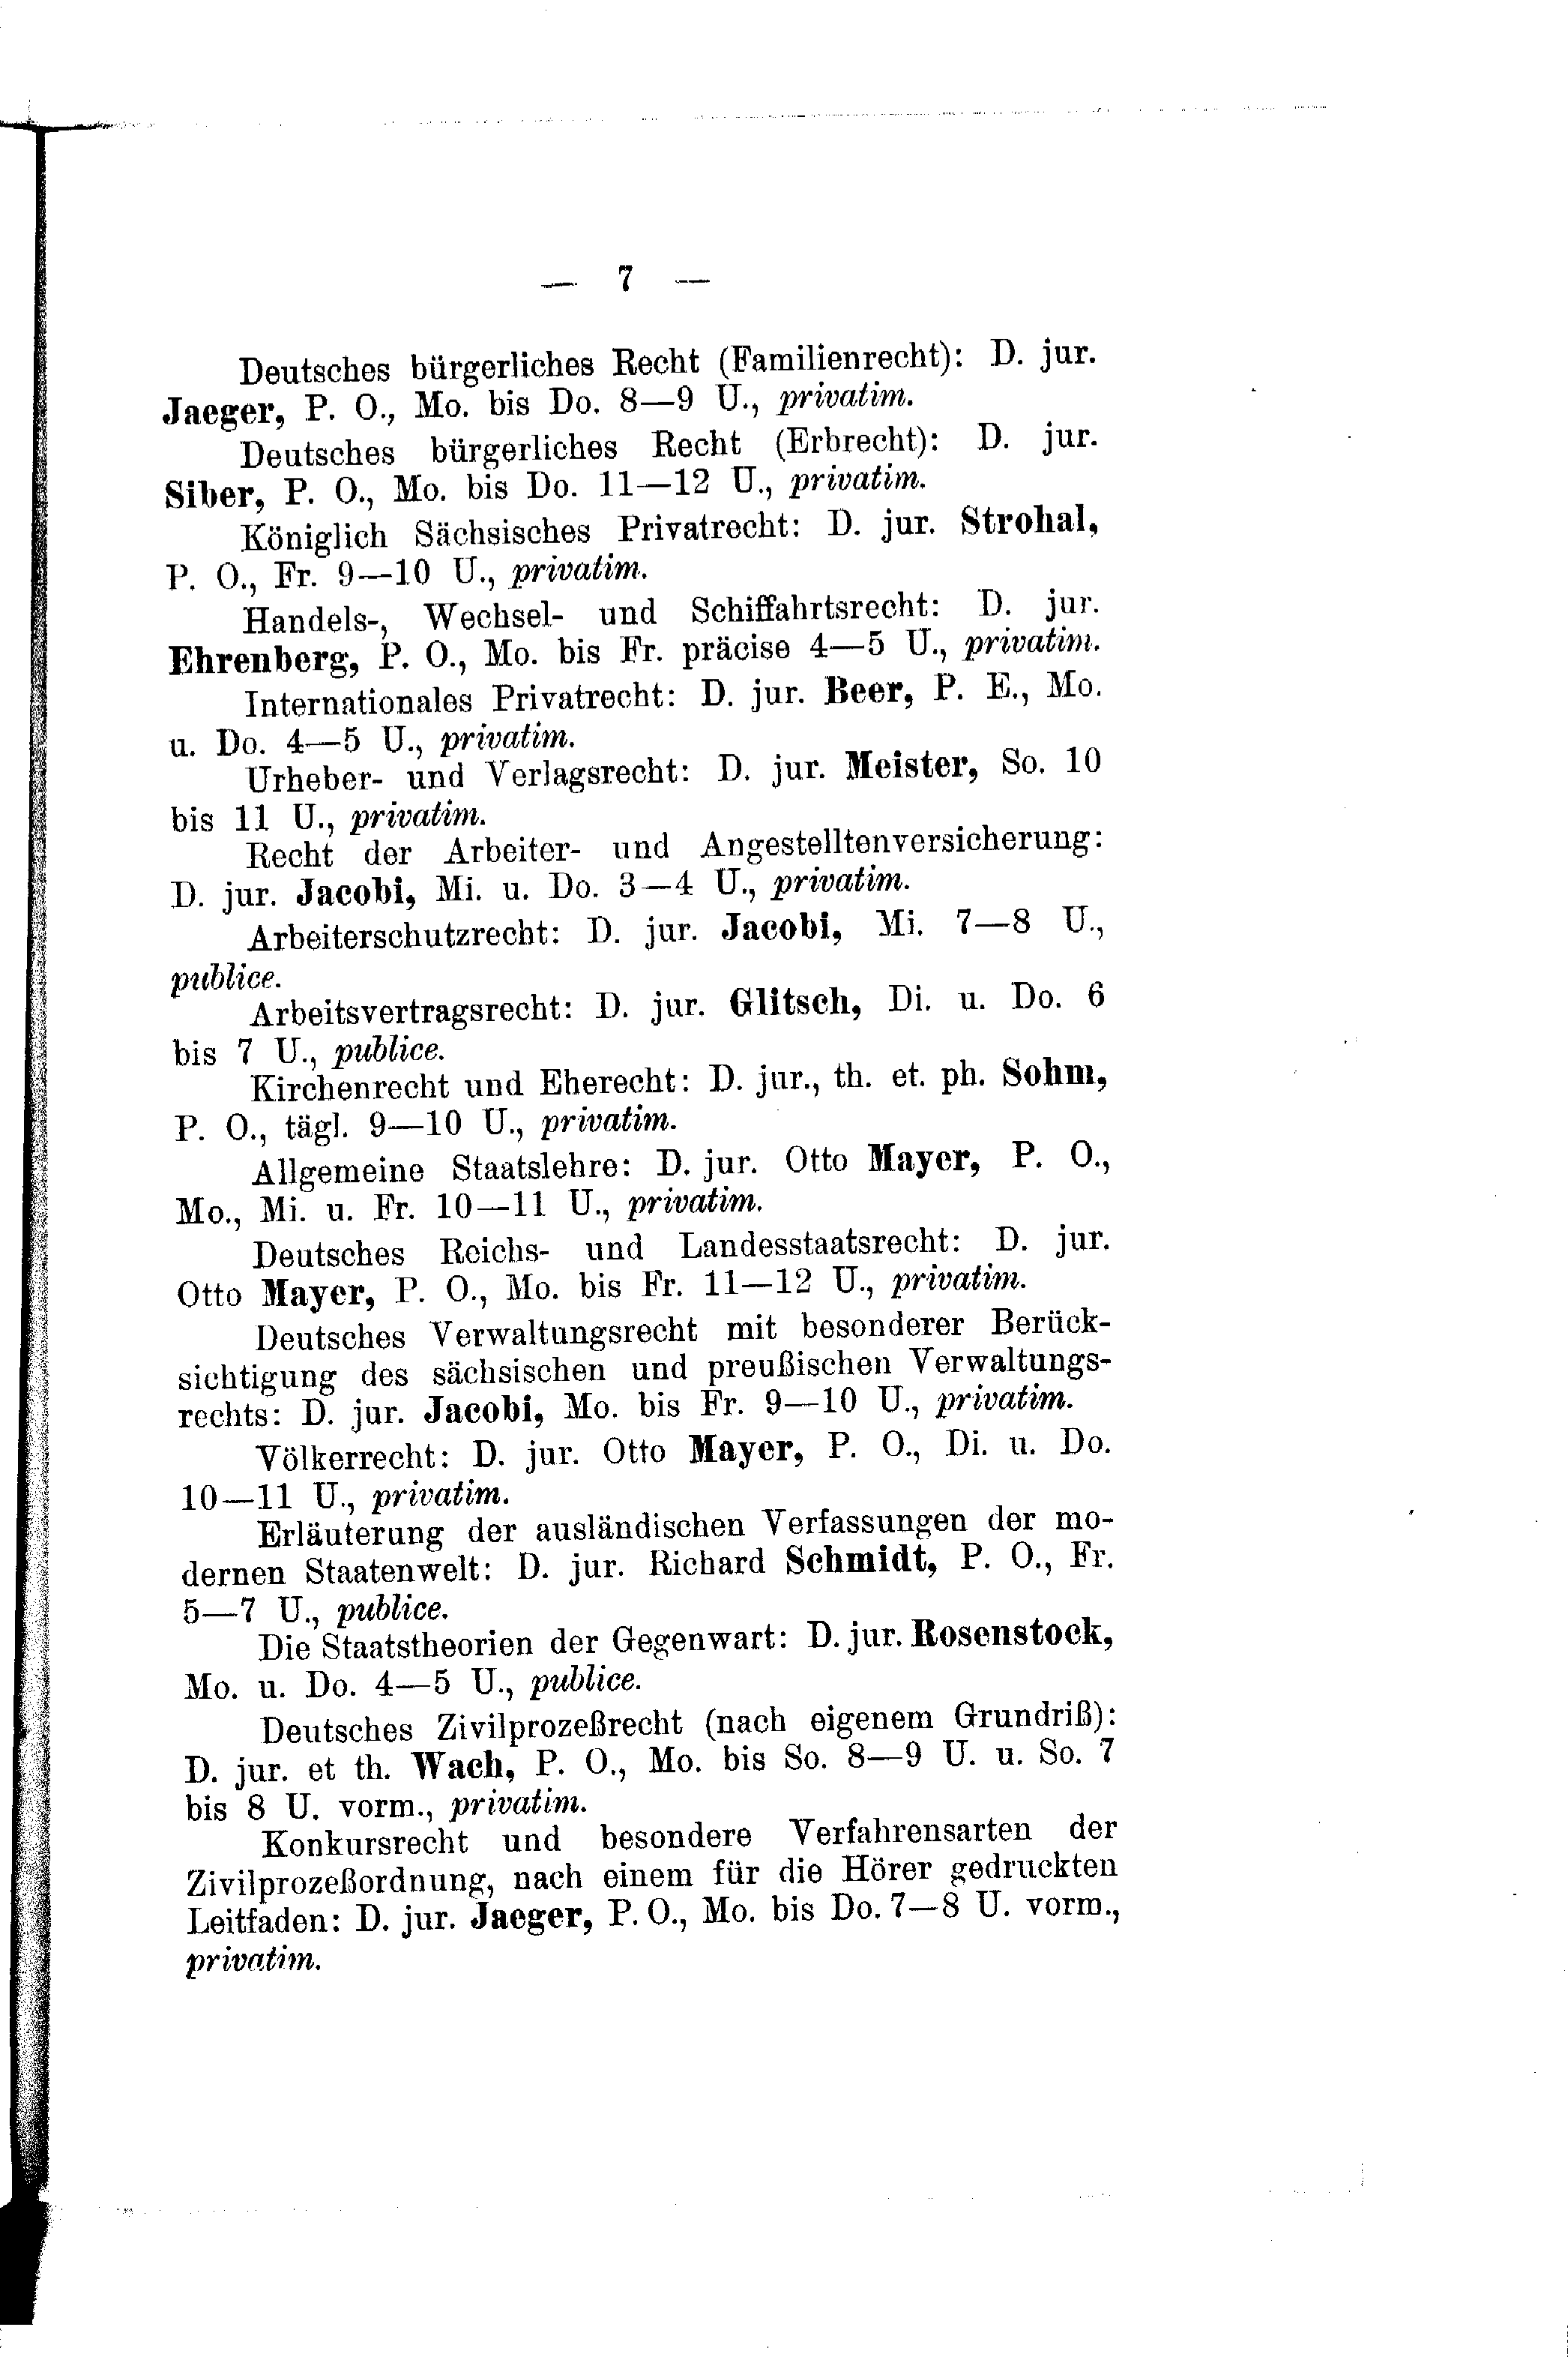 — 7 —
Deutsches bürgerliches Recht (Familienrecht): D. jur.
Jaeger, P. O., Mo. bis Do. 8—9 U., privatim.
Deutsches bürgerliches Recht (Erbrecht): D. jur.
Siber, P. O., Mo. bis Do. 11—12 U., privatim.
Königlich Sächsisches Privatrecht: D. jur. Strohal,
P. O., Fr. 9—10 U., privatim.
Handels-, Wechsel- und Schiffahrtsrecht: D. jur.
Ehrenberg, P. O., Mo. bis Fr. präcise 4—5 U., privatim.
Internationales Privatrecht: D. jur. Beer, P. E., Mo.
u. Do. 4—5 U., privatim.
Urheber- und Verlagsrecht: D. jur. Meister, So. 10
bis 11 U., privatim.
Recht der Arbeiter- und Angestelltenversicherung:
D. jur. Jacobi, Mi. u. Do. 3—4 U., privatim.
Arbeiterschutzrecht: D. jur. Jacobi, Mi. 7—8 U.,
publice.
Arbeitsvertragsrecht: D. jur. Glitsch, Di. u. Do. 6
bis 7 U., publice.
Kirchenrecht und Eherecht: D. jur., th. et. ph. Sohm,
P. O., tägl. 9—10 U., privatim.
Allgemeine Staatslehre: D. jur. Otto Mayer, P. O.,
Mo., Mi. u. Fr. 10—11 U., privatim.
Deutsches Reichs- und Landesstaatsrecht: D. jur.
Otto Mayer, P. O., Mo. bis Fr. 11—12 U., privatim.
Deutsches Verwaltungsrecht mit besonderer Berück-
sichtigung des sächsischen und preußischen Verwaltungs-
rechts: D. jur. Jacobi, Mo. bis Fr. 9—10 U., privatim.
Völkerrecht: D. jur. Otto Mayer, P. O., Di. u. Do.
10—11 U., privatim.
Erläuterung der ausländischen Verfassungen der mo-
dernen Staatenwelt: D. jur. Richard Schmidt, P. O., Fr.
5—7 U., publice.
Die Staatstheorien der Gegenwart: D. jur. Rosenstock,
Mo. u. Do. 4—5 U., publice.
Deutsches Zivilprozeßrecht (nach eigenem Grundriß):
D. jur. et th. Wach, P. O., Mo. bis So. 8—9 U. u. So. 7
bis 8 U. vorm., privatim.
Konkursrecht und besondere Verfahrensarten der
Zivilprozeßordnung, nach einem für die Hörer gedruckten
Leitfaden: D. jur. Jaeger, P. O., Mo. bis Do. 7—8 U. vorm.,
privatim.